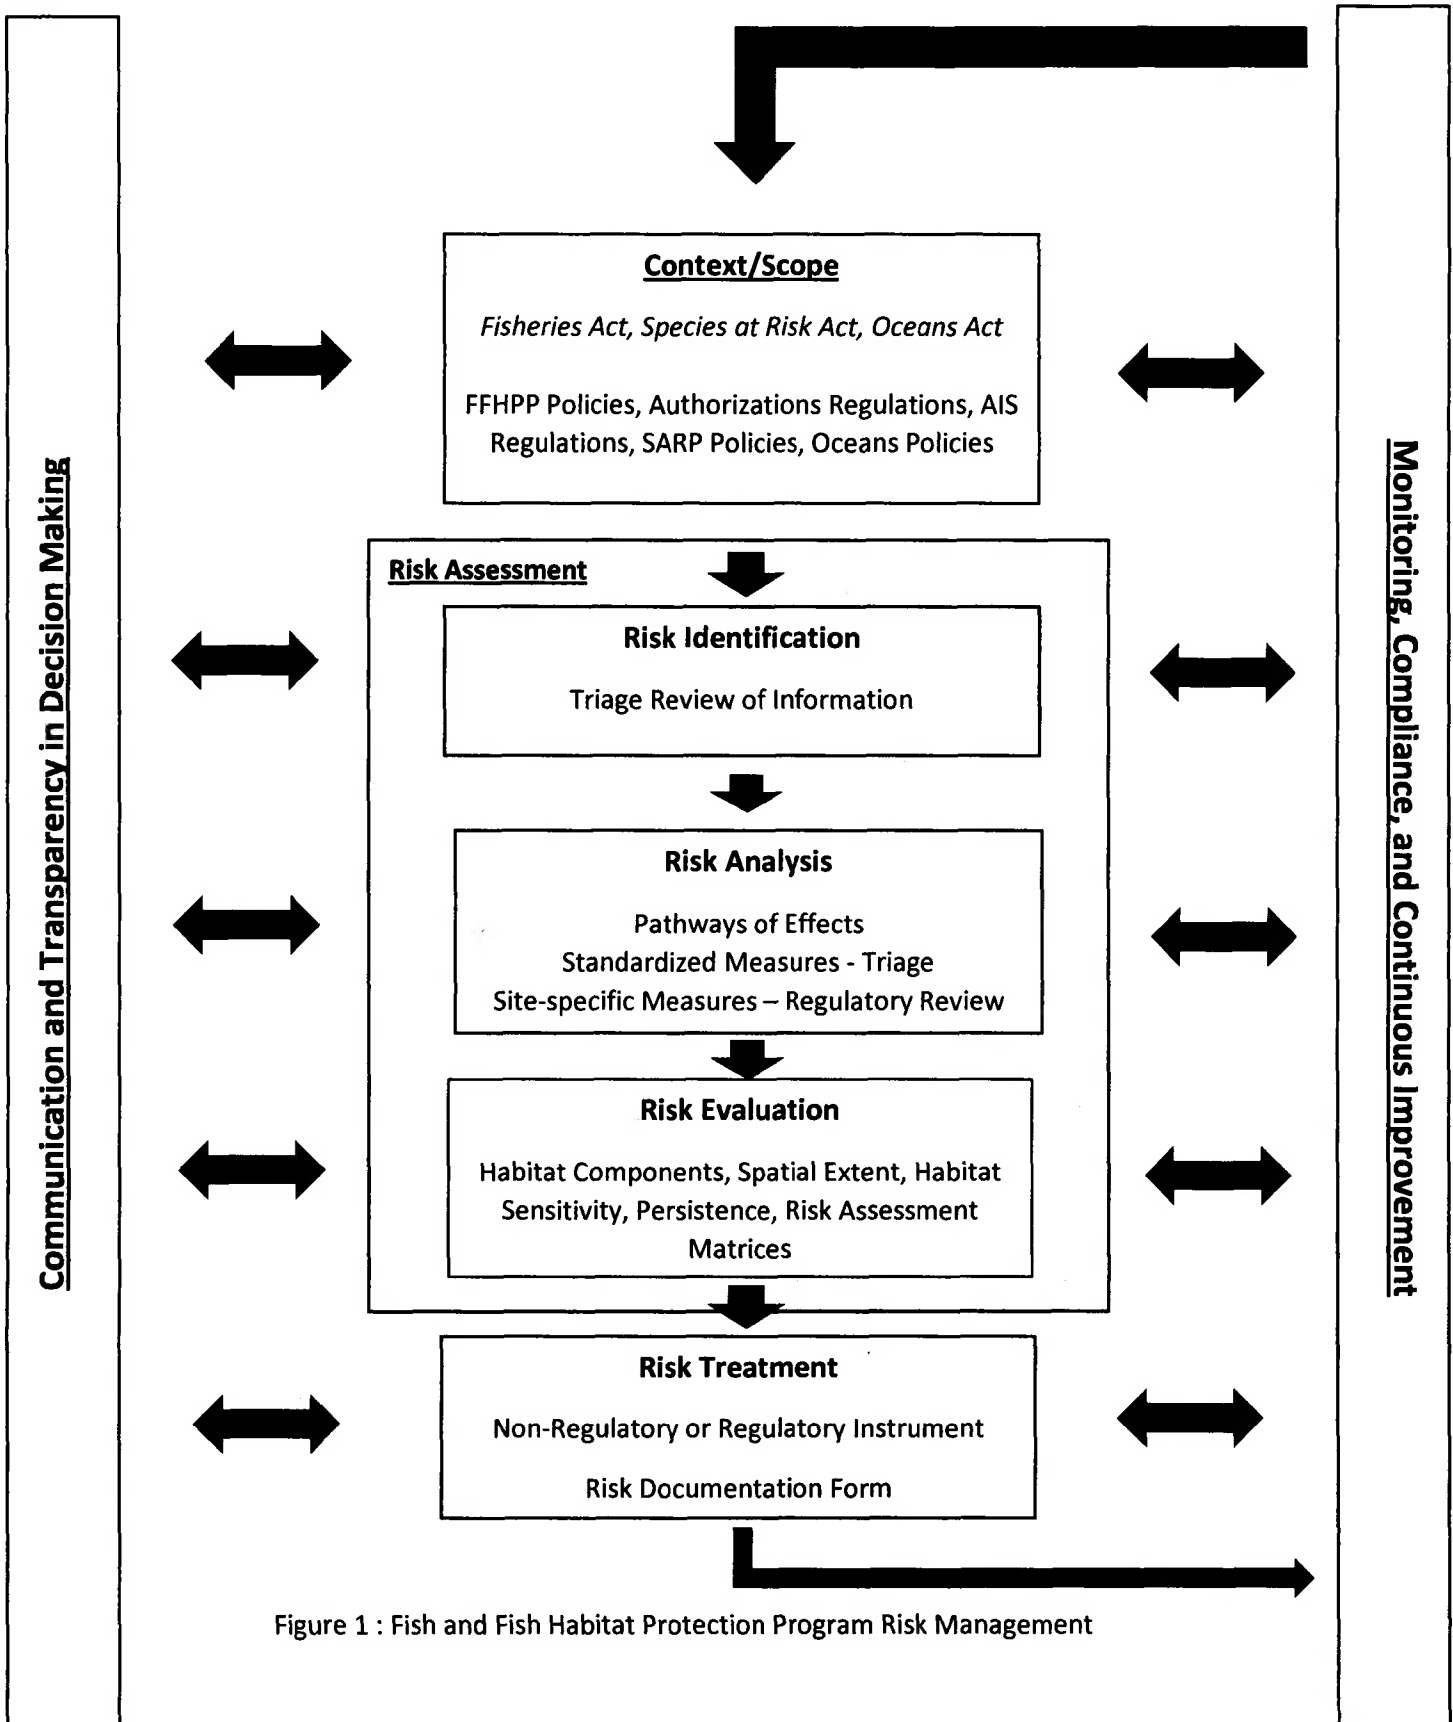 Communication and Transparency in Decision Making
Context/Scope
Fisheries Act, Species at Risk Act, Oceans Act
FFHPP Policies, Authorizations Regulations, AIS
Regulations, SARP Policies, Oceans Policies
Risk Assessment
Risk Identification
Triage Review of Information
Risk Analysis
Pathways of Effects
Standardized Measures - Triage
Site-specific Measures – Regulatory Review
Risk Evaluation
Habitat Components, Spatial Extent, Habitat
Sensitivity, Persistence, Risk Assessment
Matrices
Risk Treatment
Non-Regulatory or Regulatory Instrument
Risk Documentation Form
Monitoring, Compliance, and Continuous Improvement
Figure 1 : Fish and Fish Habitat Protection Program Risk Management